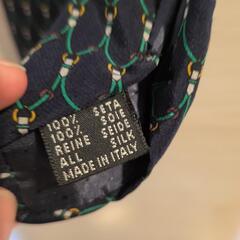 100% SETA
100% SOIE
REINE SEIDE
ALL SILK
MADE IN ITALY